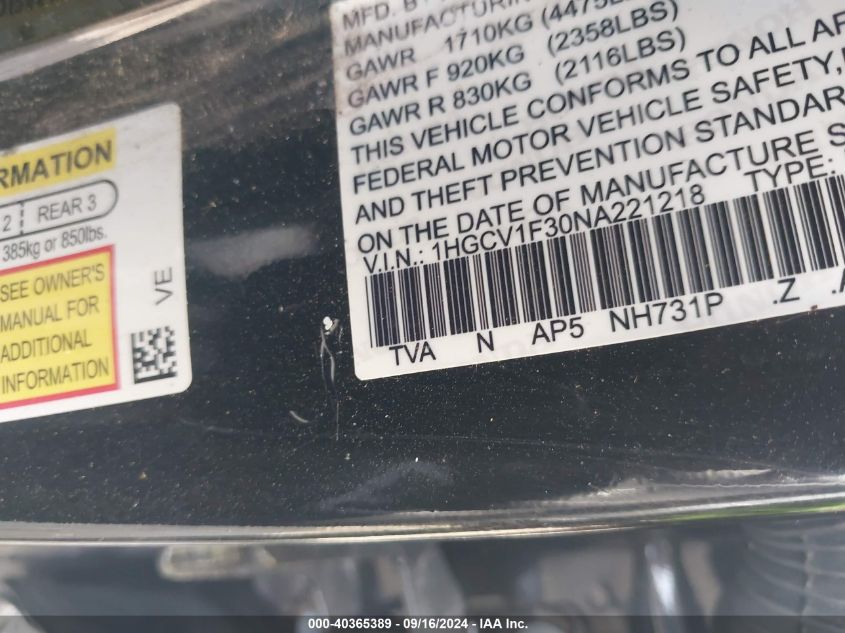 MFD. B
MANUFACTURIN
GAWR 1710KG (4475L
GAWR F 920KG (2358LBS)
GAWR R 830KG (2116LBS)
THIS VEHICLE CONFORMS TO ALL AP
FEDERAL MOTOR VEHICLE SAFETY,
AND THEFT PREVENTION STANDAR
ON THE DATE OF MANUFACTURE S
V.I.N.: 1HGCV1F30NA221218 TYPE:
TVA N AP5 NH731P .Z .A
RMATION
2 REAR 3
385kg or 850lbs.
SEE OWNER'S
MANUAL FOR
ADDITIONAL
INFORMATION
VE
000-40365389 - 09/16/2024 - IAA Inc.